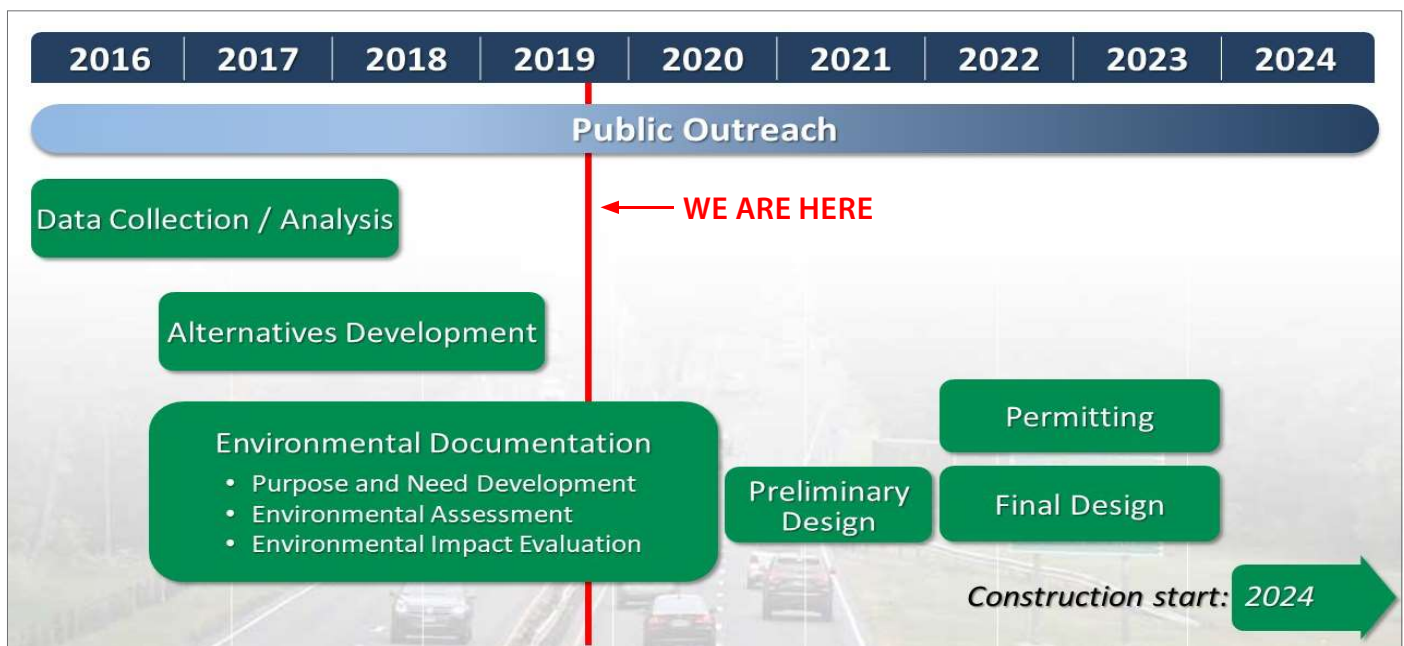 2016 2017 2018 2019 2020 2021 2022 2023 2024
Public Outreach
WE ARE HERE
Data Collection / Analysis
Alternatives Development
Environmental Documentation
• Purpose and Need Development
• Environmental Assessment
• Environmental Impact Evaluation
Preliminary
Design
Permitting
Final Design
Construction start: 2024